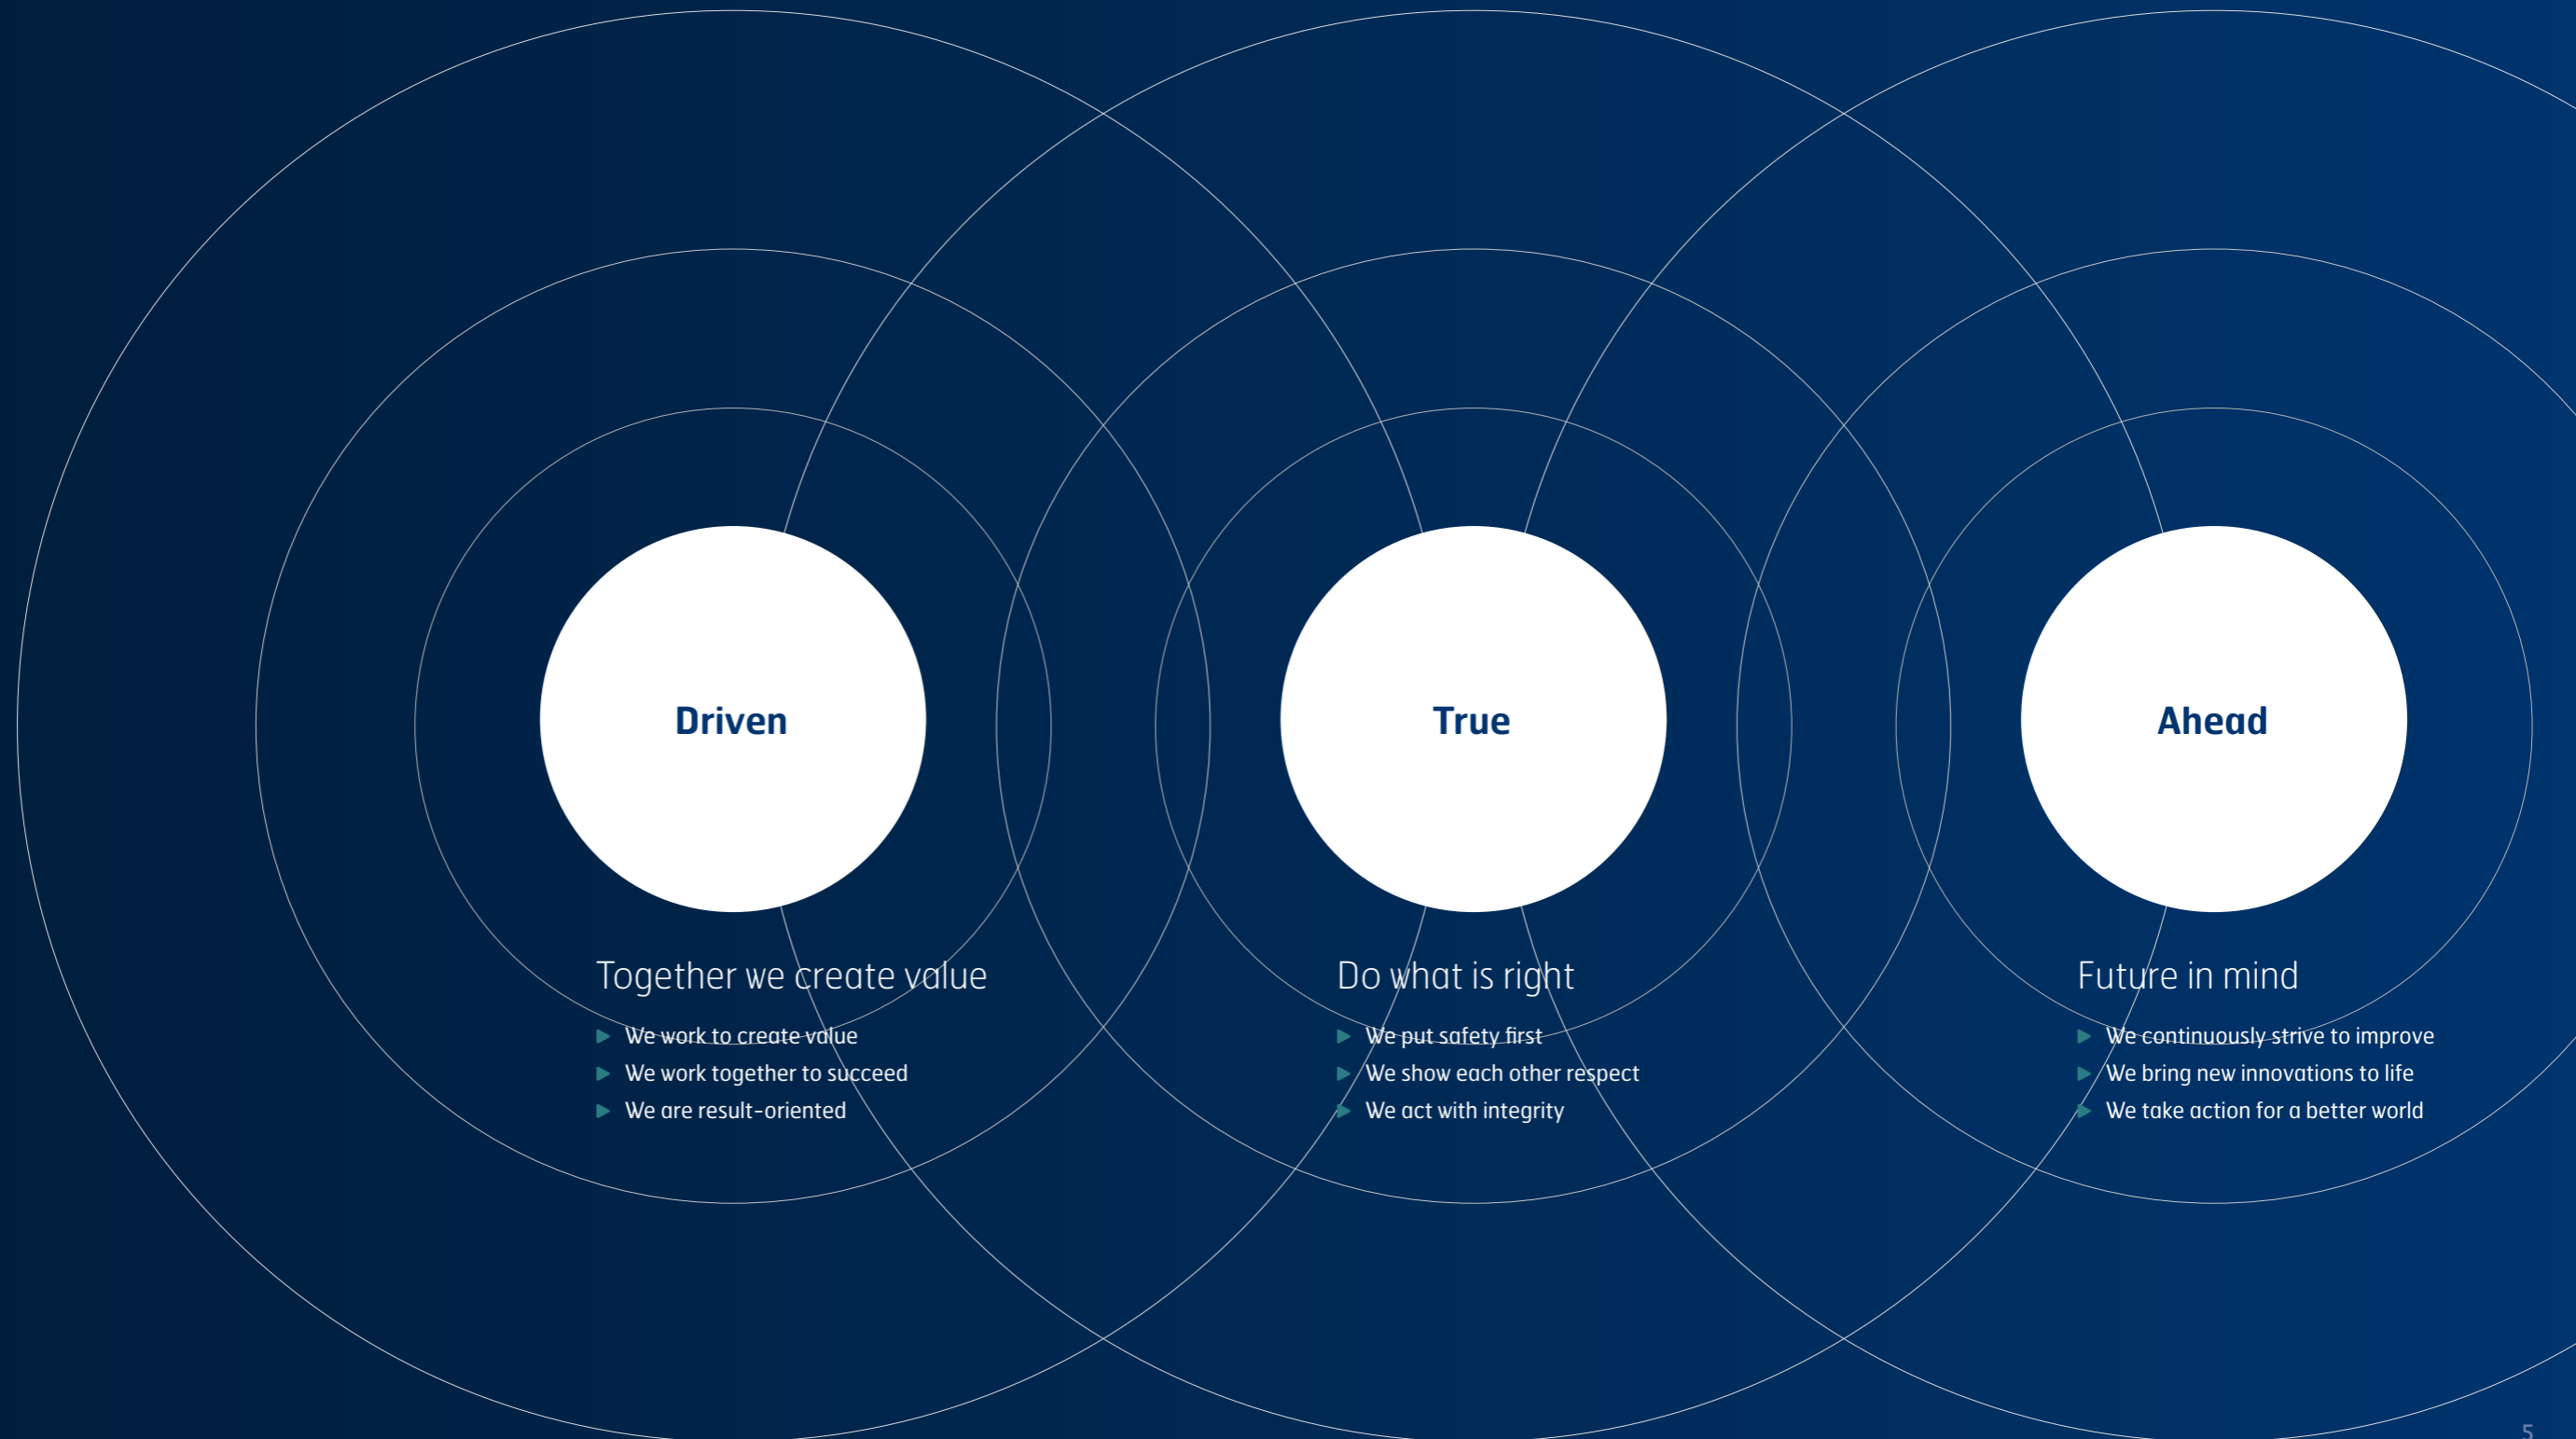 Driven
Together we create value
We work to create value
We work together to succeed
We are result-oriented
True
Do what is right
We put safety first
We show each other respect
We act with integrity
Ahead
Future in mind
We continuously strive to improve
We bring new innovations to life
We take action for a better world
5